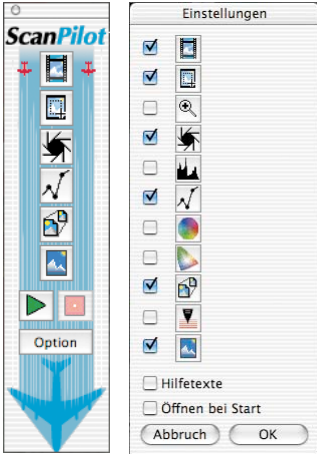 ScanPilot
Option
Einstellungen
Hilfetexte
Öffnen bei Start
Abbruch
OK